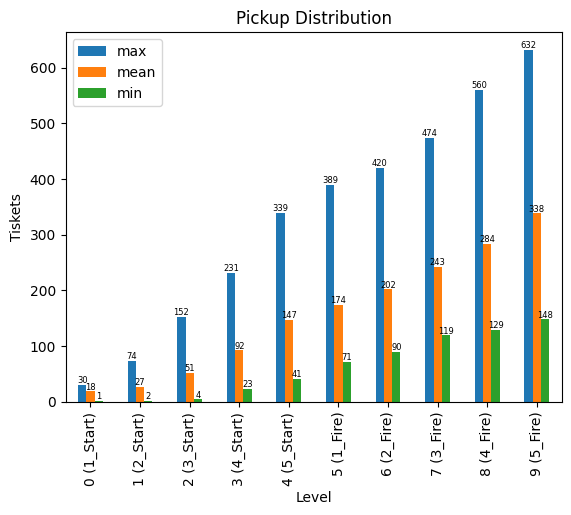 Pickup Distribution
max
mean
min
Tiskets
600
500
400
300
200
100
0
30 18 1
74 27 2
152 51 4
231 92 23
339 147 41
389 174 71
420 202 90
474 243 119
560 284 129
632 338 148
0 (1_Start)
1 (2_Start)
2 (3_Start)
3 (4_Start)
4 (5_Start)
5 (1_Fire)
6 (2_Fire)
7 (3_Fire)
8 (4_Fire)
9 (5_Fire)
Level